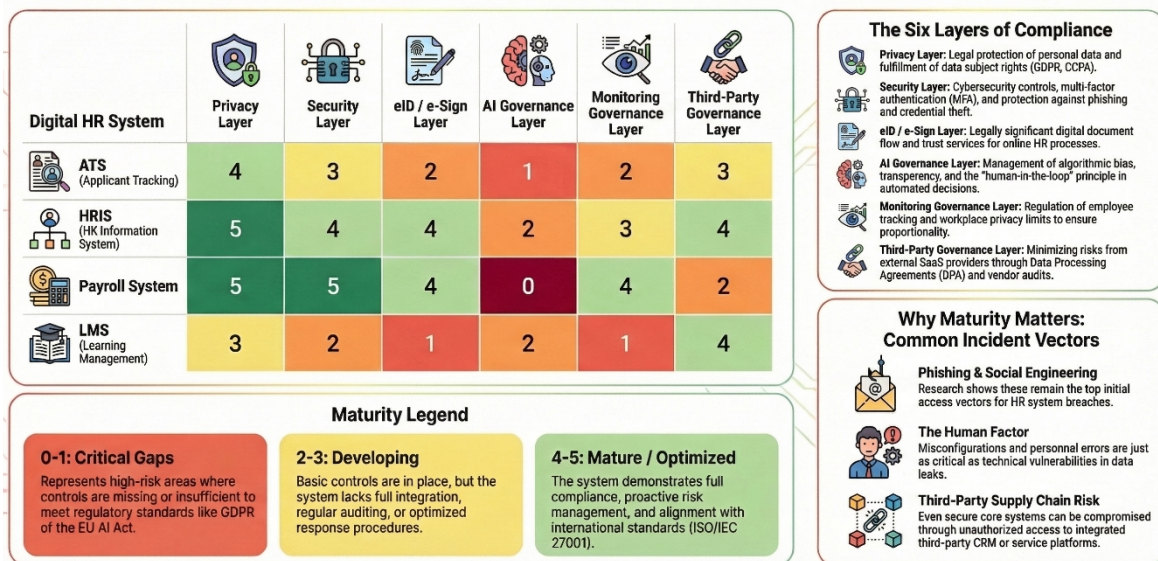 Digital HR System
Privacy
Layer
Security
Layer
eID / e-Sign
Layer
AI Governance
Layer
Monitoring
Governance
Layer
Third-Party
Governance
Layer
ATS
(Applicant Tracking)
4
3
2
1
2
3
HRIS
(HK Information
System)
5
4
4
2
3
4
Payroll System
5
5
4
0
4
2
LMS
(Learning
Management)
3
2
1
2
1
4
Maturity Legend
0-1: Critical Gaps
Represents high-risk areas where
controls are missing or insufficient to
meet regulatory standards like GDPR
of the EU AI Act.
2-3: Developing
Basic controls are in place, but the
system lacks full integration,
regular auditing, or optimized
response procedures.
4-5: Mature / Optimized
The system demonstrates full
compliance, proactive risk
management, and alignment with
international standards (ISO/IEC
27001).
The Six Layers of Compliance
Privacy Layer: Legal protection of personal data and
fulfillment of data subject rights (GDPR, CCPA).
Security Layer: Cybersecurity controls, multi-factor
authentication (MFA), and protection against phishing
and credential theft.
eID / e-Sign Layer: Legally significant digital document
flow and trust services for online HR processes.
AI Governance Layer: Management of algorithmic bias,
transperency, and the "human-in-the-loop" principle in
automated decisions.
Monitoring Governance Layer: Regulation of employee
tracking and workplace privacy limits to ensure
proportionality.
Third-Party Governance Layer: Minimizing risks from
external SaaS providers through Data Processing
Agreements (DPA) and vendor audits.
Why Maturity Matters:
Common Incident Vectors
@
Phishing & Social Engineering
Research shows these remain the top initial
access vectors for HR system breaches.
The Human Factor
Misconfigurations and personal errors are just
as critical as technical vulnerabilities in data
leaks.
Third-Party Supply Chain Risk
Even secure core systems can be compromised
through unauthorized access to integrated
third-party CRM or service platforms.